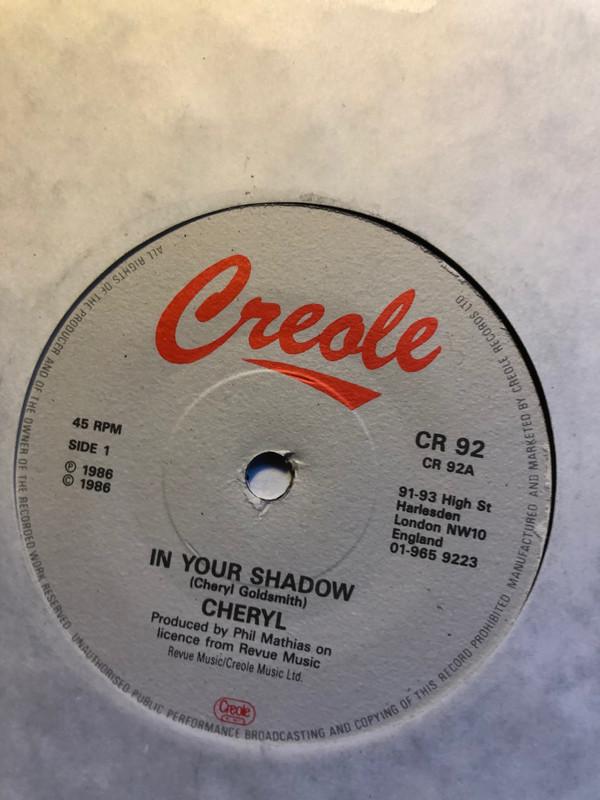 Creole
45 RPM
SIDE 1
Ⓟ 1986
© 1986
CR 92
CR 92A
91-93 High St
Harlesden
London NW10
England
01-965 9223
IN YOUR SHADOW
(Cheryl Goldsmith)
CHERYL
Produced by Phil Mathias on
licence from Revue Music
Revue Music/Creole Music Ltd.
Creole
ALL RIGHTS OF THE PRODUCER AND OF THE OWNER OF THE RECORDED WORK RESERVED. UNAUTHORISED PUBLIC PERFORMANCE BROADCASTING AND COPYING OF THIS RECORD PROHIBITED. MANUFACTURED AND MARKETED BY CREOLE RECORDS LTD